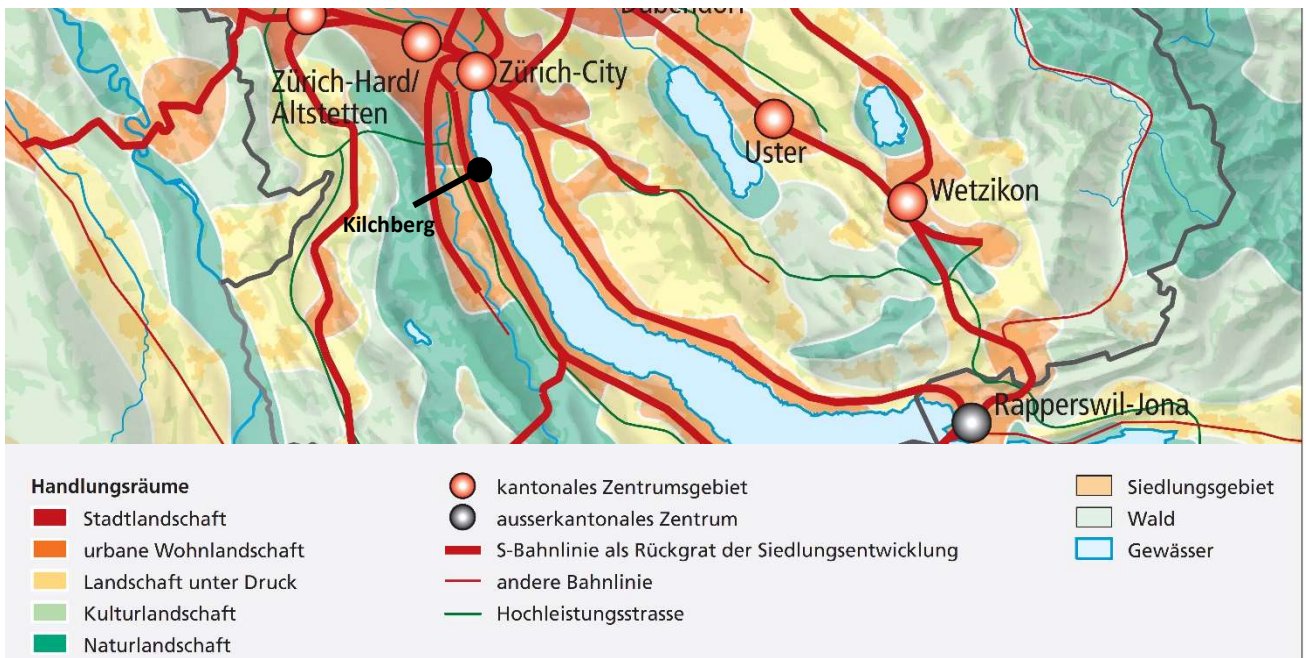 Dübendorf
Zürich-City
Zürich-Hard/
Altstetten
Uster
Wetzikon
Kilchberg
Rapperswil-Jona
Handlungsräume
Stadtlandschaft
urbane Wohnlandschaft
Landschaft unter Druck
Kulturlandschaft
Naturlandschaft
kantonales Zentrumsgebiet
ausserkantonales Zentrum
S-Bahnlinie als Rückgrat der Siedlungsentwicklung
andere Bahnlinie
Hochleistungsstrasse
Siedlungsgebiet
Wald
Gewässer